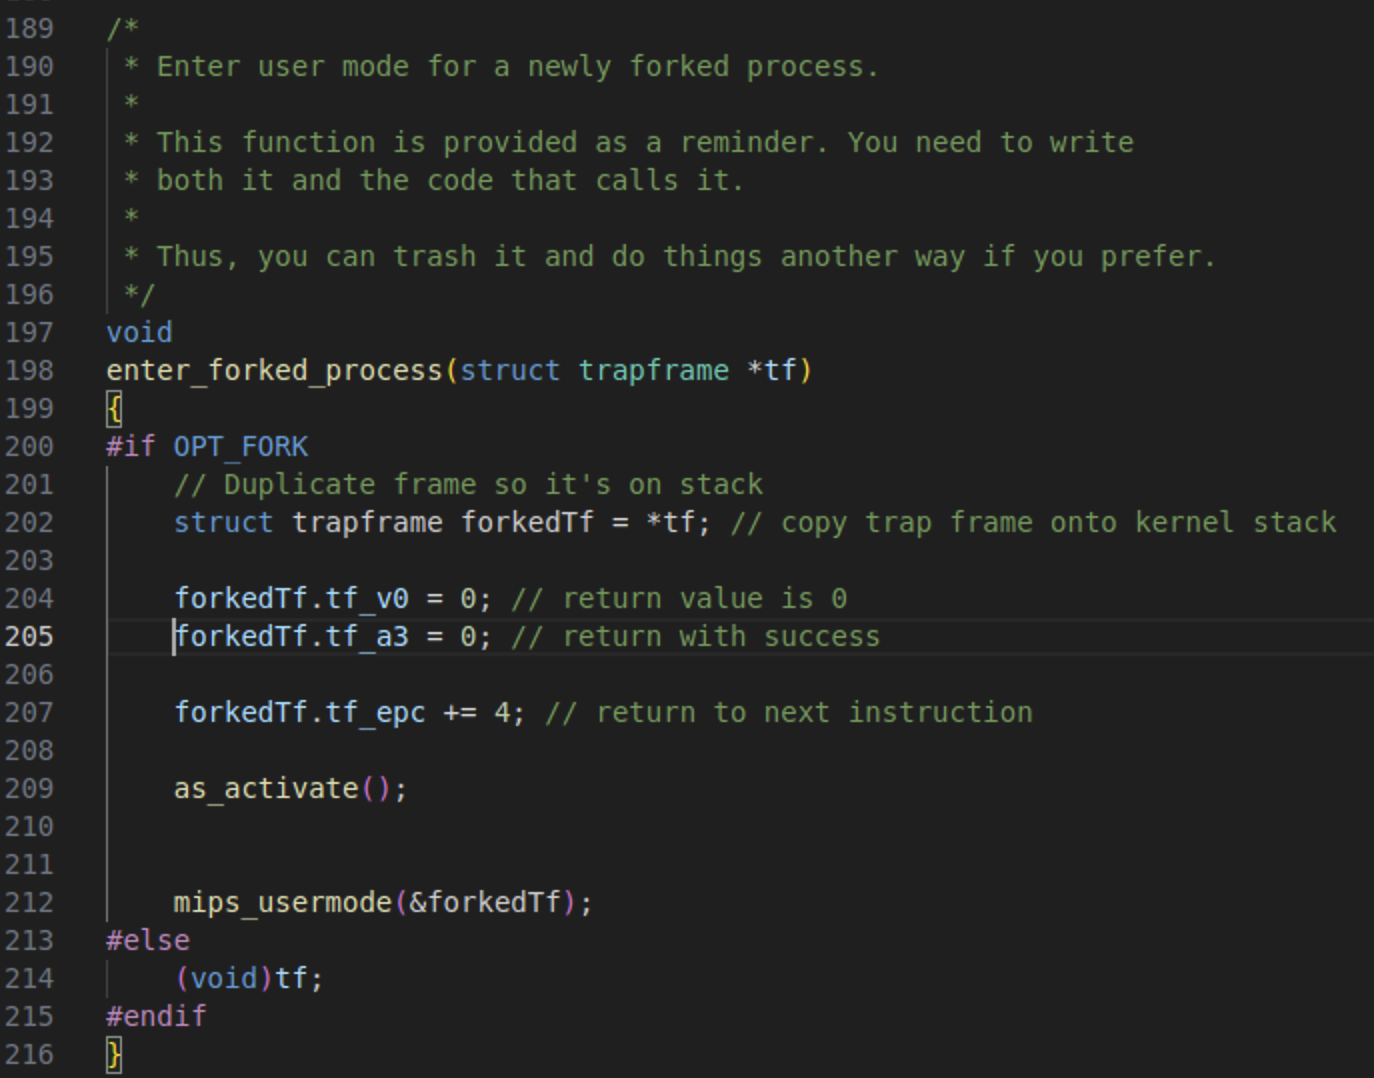 189 /*
190  * Enter user mode for a newly forked process.
191  *
192  * This function is provided as a reminder. You need to write
193  * both it and the code that calls it.
194  *
195  * Thus, you can trash it and do things another way if you prefer.
196  */
197 void
198 enter_forked_process(struct trapframe *tf)
199 {
200 #if OPT_FORK
201     // Duplicate frame so it's on stack
202     struct trapframe forkedTf = *tf; // copy trap frame onto kernel stack
203
204     forkedTf.tf_v0 = 0; // return value is 0
205     forkedTf.tf_a3 = 0; // return with success
206
207     forkedTf.tf_epc += 4; // return to next instruction
208
209     as_activate();
210
211
212     mips_usermode(&forkedTf);
213 #else
214     (void)tf;
215 #endif
216 }